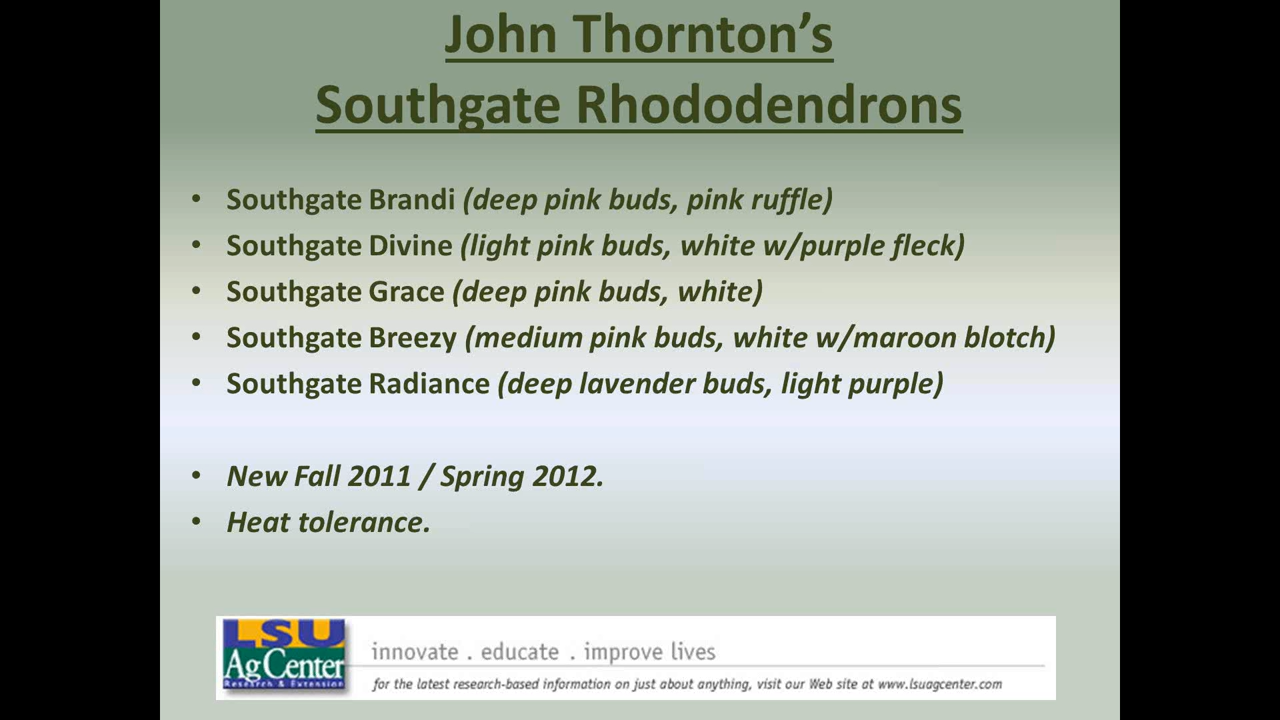 John Thornton’s
Southgate Rhododendrons
• Southgate Brandi (deep pink buds, pink ruffle)
• Southgate Divine (light pink buds, white w/purple fleck)
• Southgate Grace (deep pink buds, white)
• Southgate Breezy (medium pink buds, white w/maroon blotch)
• Southgate Radiance (deep lavender buds, light purple)
• New Fall 2011 / Spring 2012.
• Heat tolerance.
LSU
AgCenter
Research & Extension
innovate . educate . improve lives
for the latest research-based information on just about anything, visit our Web site at www.lsuagcenter.com